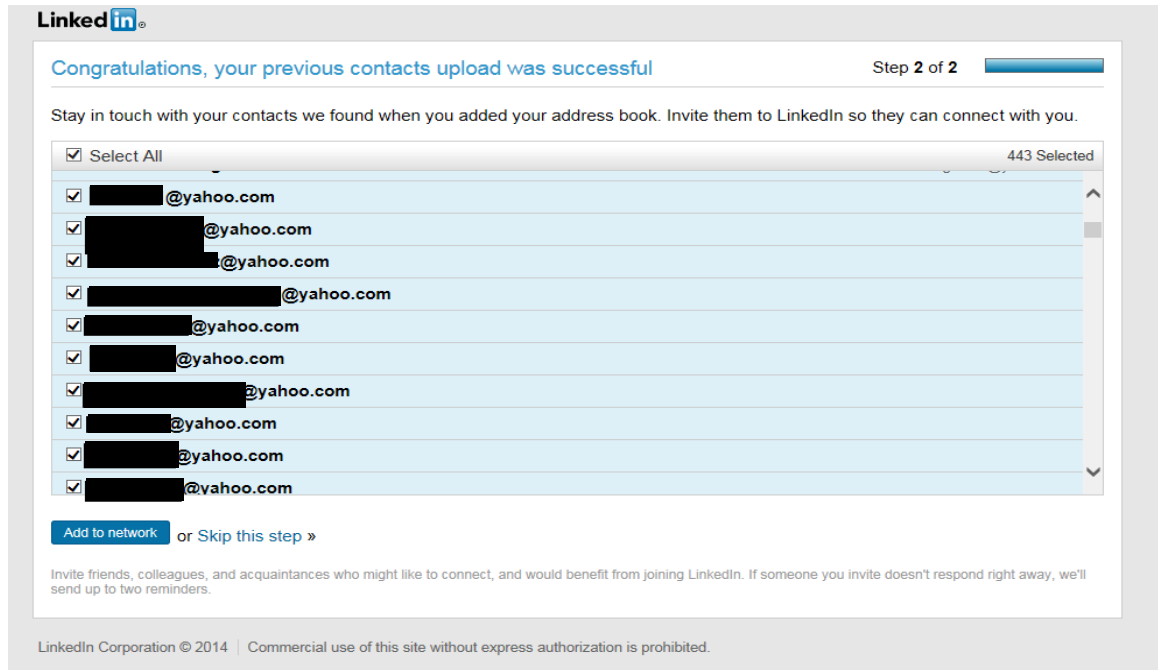 Linked in ®
Congratulations, your previous contacts upload was successful
Step 2 of 2
Stay in touch with your contacts we found when you added your address book. Invite them to LinkedIn so they can connect with you.
Select All
443 Selected
@yahoo.com
@yahoo.com
@yahoo.com
@yahoo.com
@yahoo.com
@yahoo.com
@yahoo.com
@yahoo.com
@yahoo.com
@yahoo.com
Add to network or Skip this step »
Invite friends, colleagues, and acquaintances who might like to connect, and would benefit from joining LinkedIn. If someone you invite doesn't respond right away, we'll
send up to two reminders.
LinkedIn Corporation © 2014 | Commercial use of this site without express authorization is prohibited.